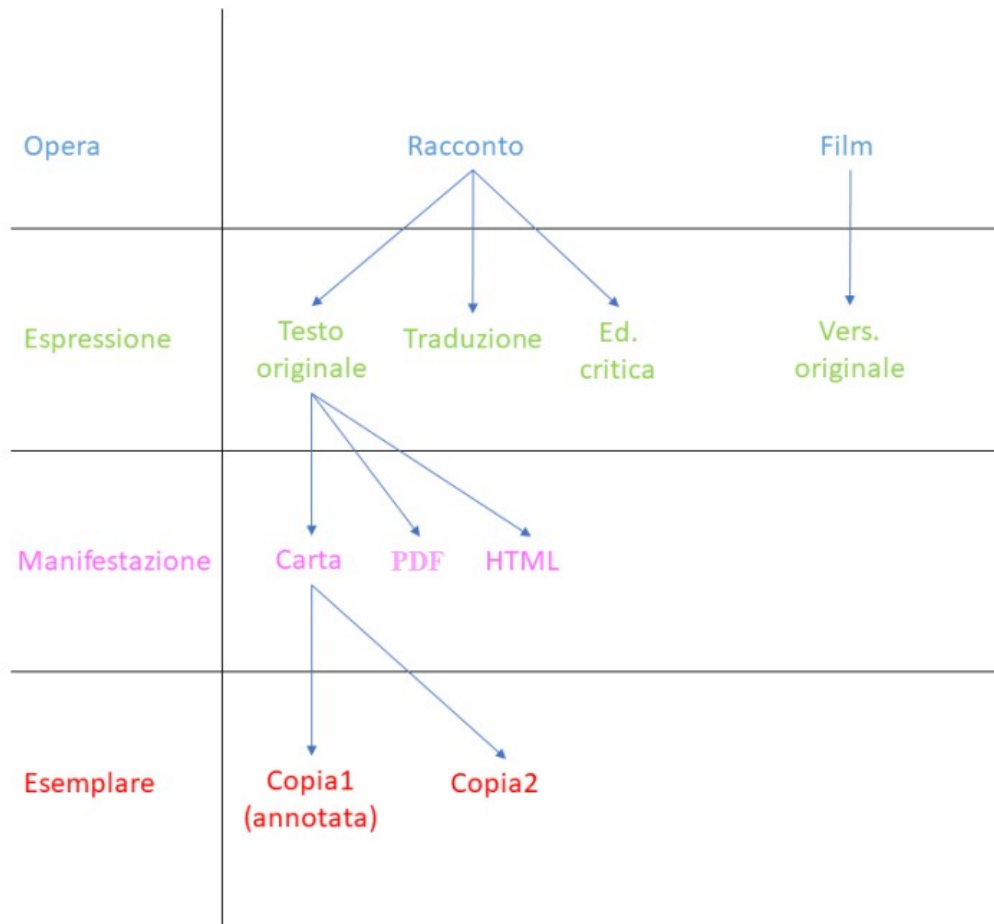 Opera
Racconto
Film
Espressione
Testo
originale
Traduzione
Ed.
critica
Vers.
originale
Manifestazione
Carta
PDF
HTML
Esemplare
Copia1
(annotata)
Copia2